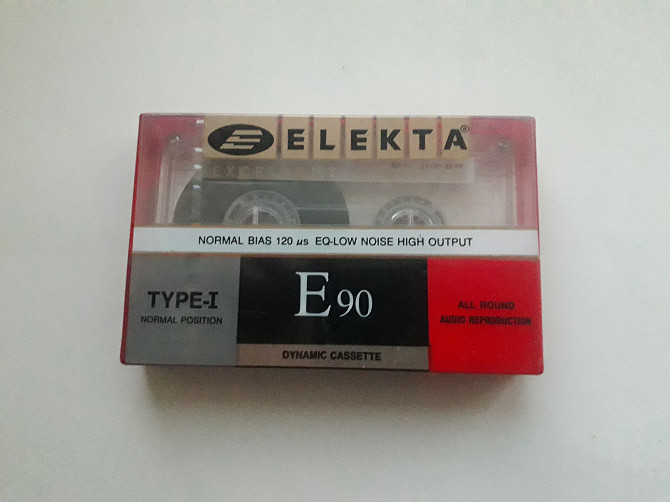 ELEKTA®
NORMAL BIAS 120 µs EQ-LOW NOISE HIGH OUTPUT
TYPE-I
NORMAL POSITION
E90
ALL ROUND
AUDIO REPRODUCTION
DYNAMIC CASSETTE